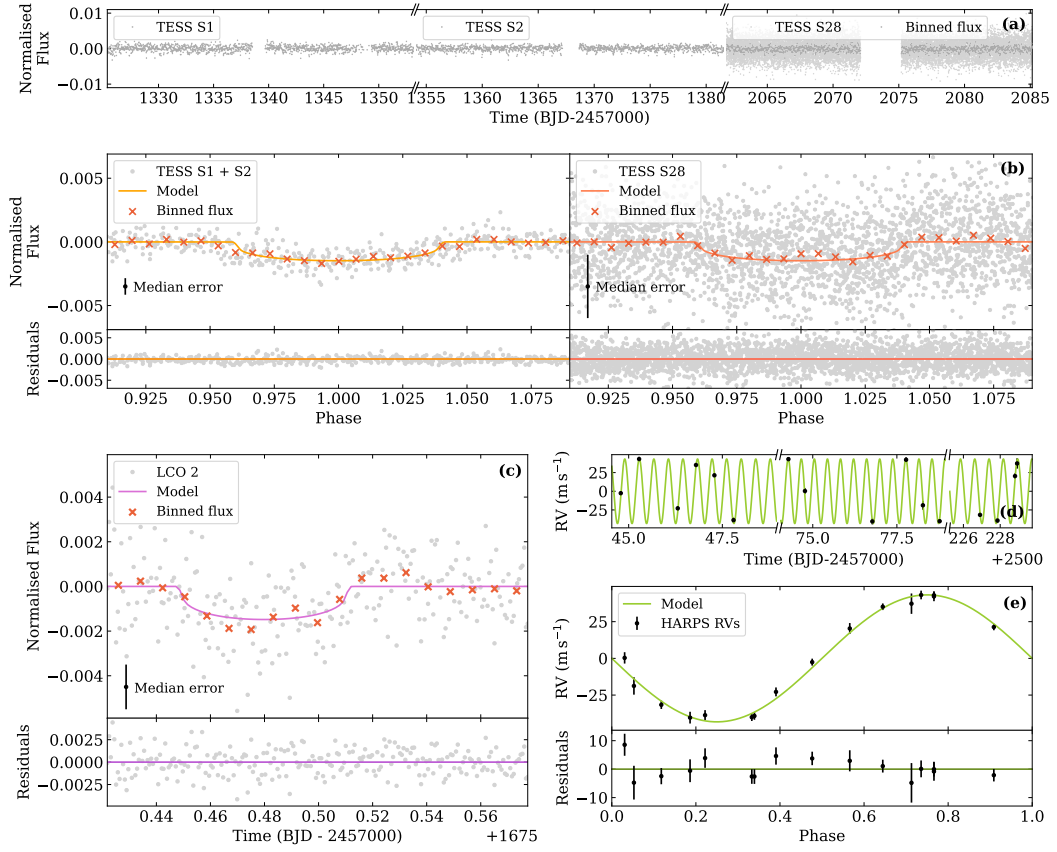 0.01
0.00
−0.01
Normalised
Flux
TESS S1
TESS S2
TESS S28
Binned flux
(a)
1330
1340
1350
1354
1365
1370
1375
1381
2065
2070
2075
2080
2085
Time (BJD-2457000)
0.005
0.000
−0.005
Normalised
Flux
TESS S1 + S2
Model
Binned flux
Median error
TESS S28
Model
Binned flux
Median error
(b)
0.005
0.000
−0.005
Residuals
0.925
0.950
0.975
1.000
1.025
1.050
1.075
0.925
0.950
0.975
1.000
1.025
1.050
1.075
Phase
Phase
0.004
0.002
0.000
−0.002
−0.004
Normalised Flux
LCO 2
Model
Binned flux
Median error
(c)
0.0025
0.0000
−0.0025
Residuals
0.44
0.46
0.48
0.50
0.52
0.54
0.56
Time (BJD - 2457000)
+1675
25
0
−25
RV (m s⁻¹)
(d)
45.0
47.5
75.0
77.5
226
228
Time (BJD-2457000)
+2500
25
0
−25
RV (m s⁻¹)
Model
HARPS RVs
(e)
10
0
−10
Residuals
0.0
0.2
0.4
0.6
0.8
1.0
Phase